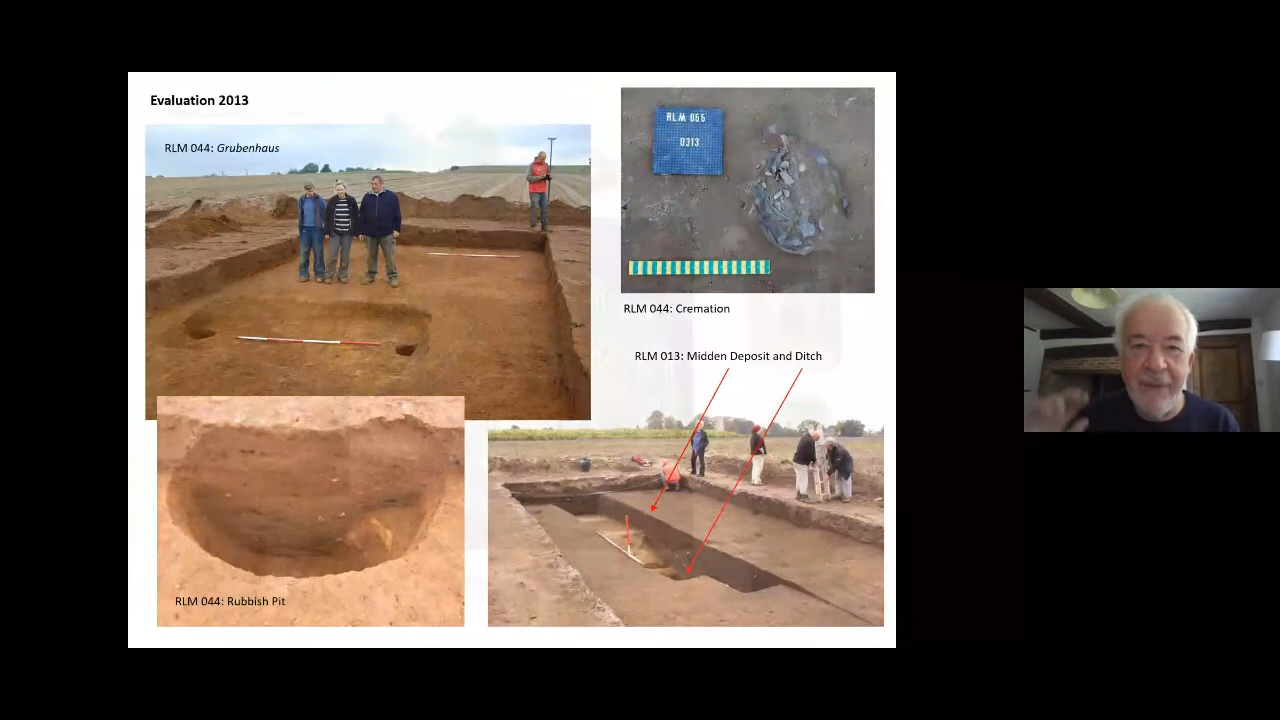 Evaluation 2013
RLM 044: Grubenhaus
RLM 055
0313
RLM 044: Cremation
RLM 013: Midden Deposit and Ditch
RLM 044: Rubbish Pit